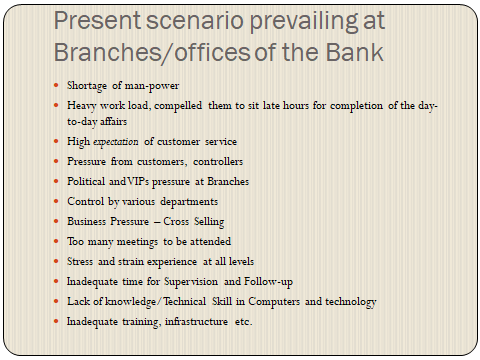 Present scenario prevailing at
Branches/offices of the Bank
Shortage of man-power
Heavy work load, compelled them to sit late hours for completion of the day-
to-day affairs
High expectation of customer service
Pressure from customers, controllers
Political and VIPs pressure at Branches
Control by various departments
Business Pressure – Cross Selling
Too many meetings to be attended
Stress and strain experience at all levels
Inadequate time for Supervision and Follow-up
Lack of knowledge/ Technical Skill in Computers and technology
Inadequate training, infrastructure etc.